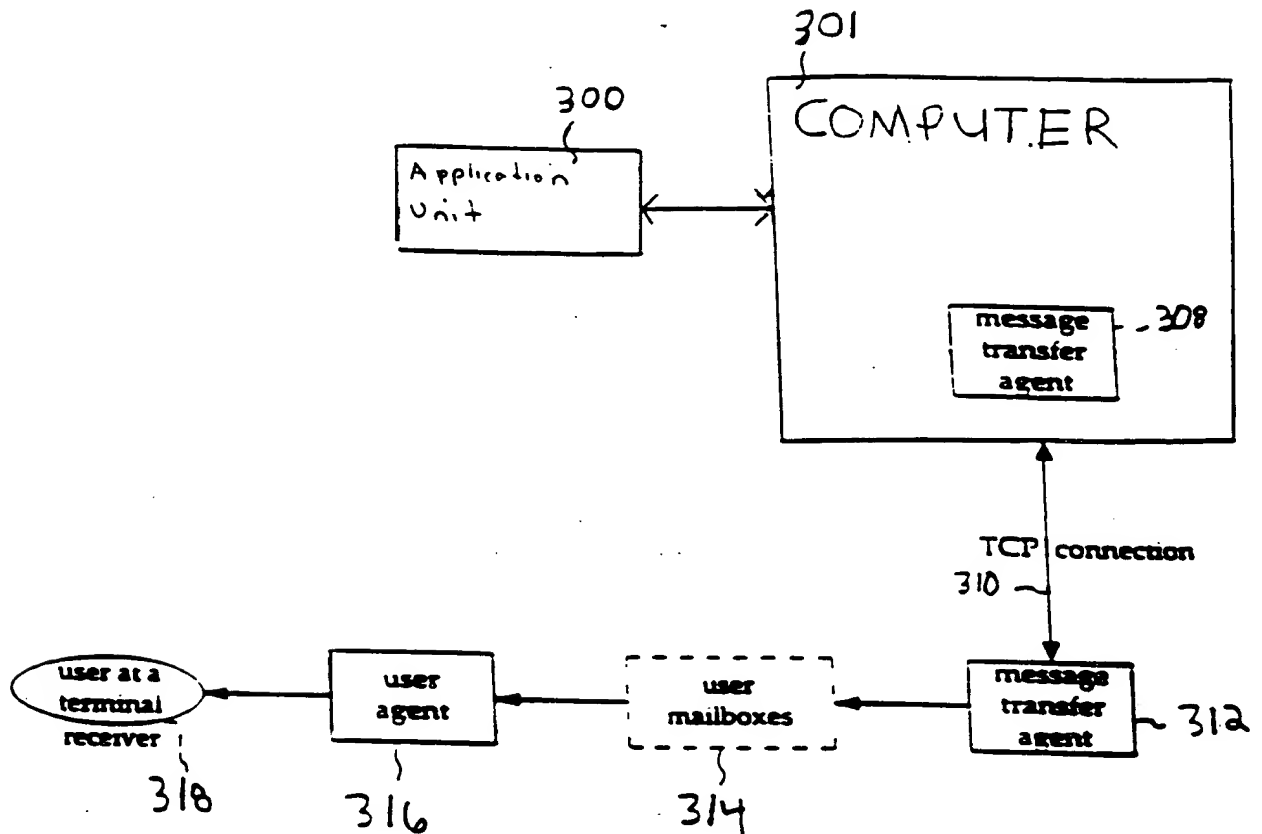 301
COMPUTER
300
Application
Unit
message
transfer
agent
308
TCP connection
310
user at a
terminal
receiver
318
user
agent
316
user
mailboxes
314
message
transfer
agent
312